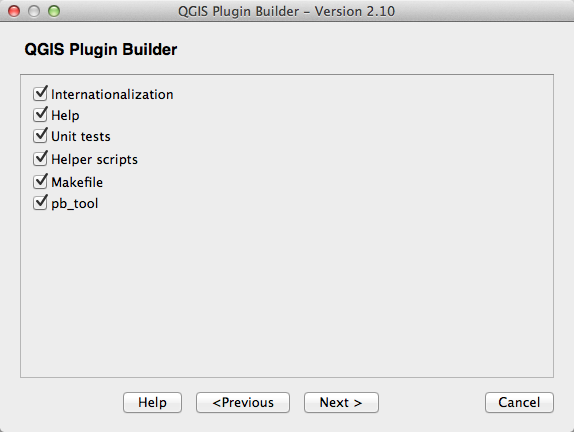 QGIS Plugin Builder – Version 2.10
QGIS Plugin Builder
Internationalization
Help
Unit tests
Helper scripts
Makefile
pb_tool
Help <Previous Next > Cancel